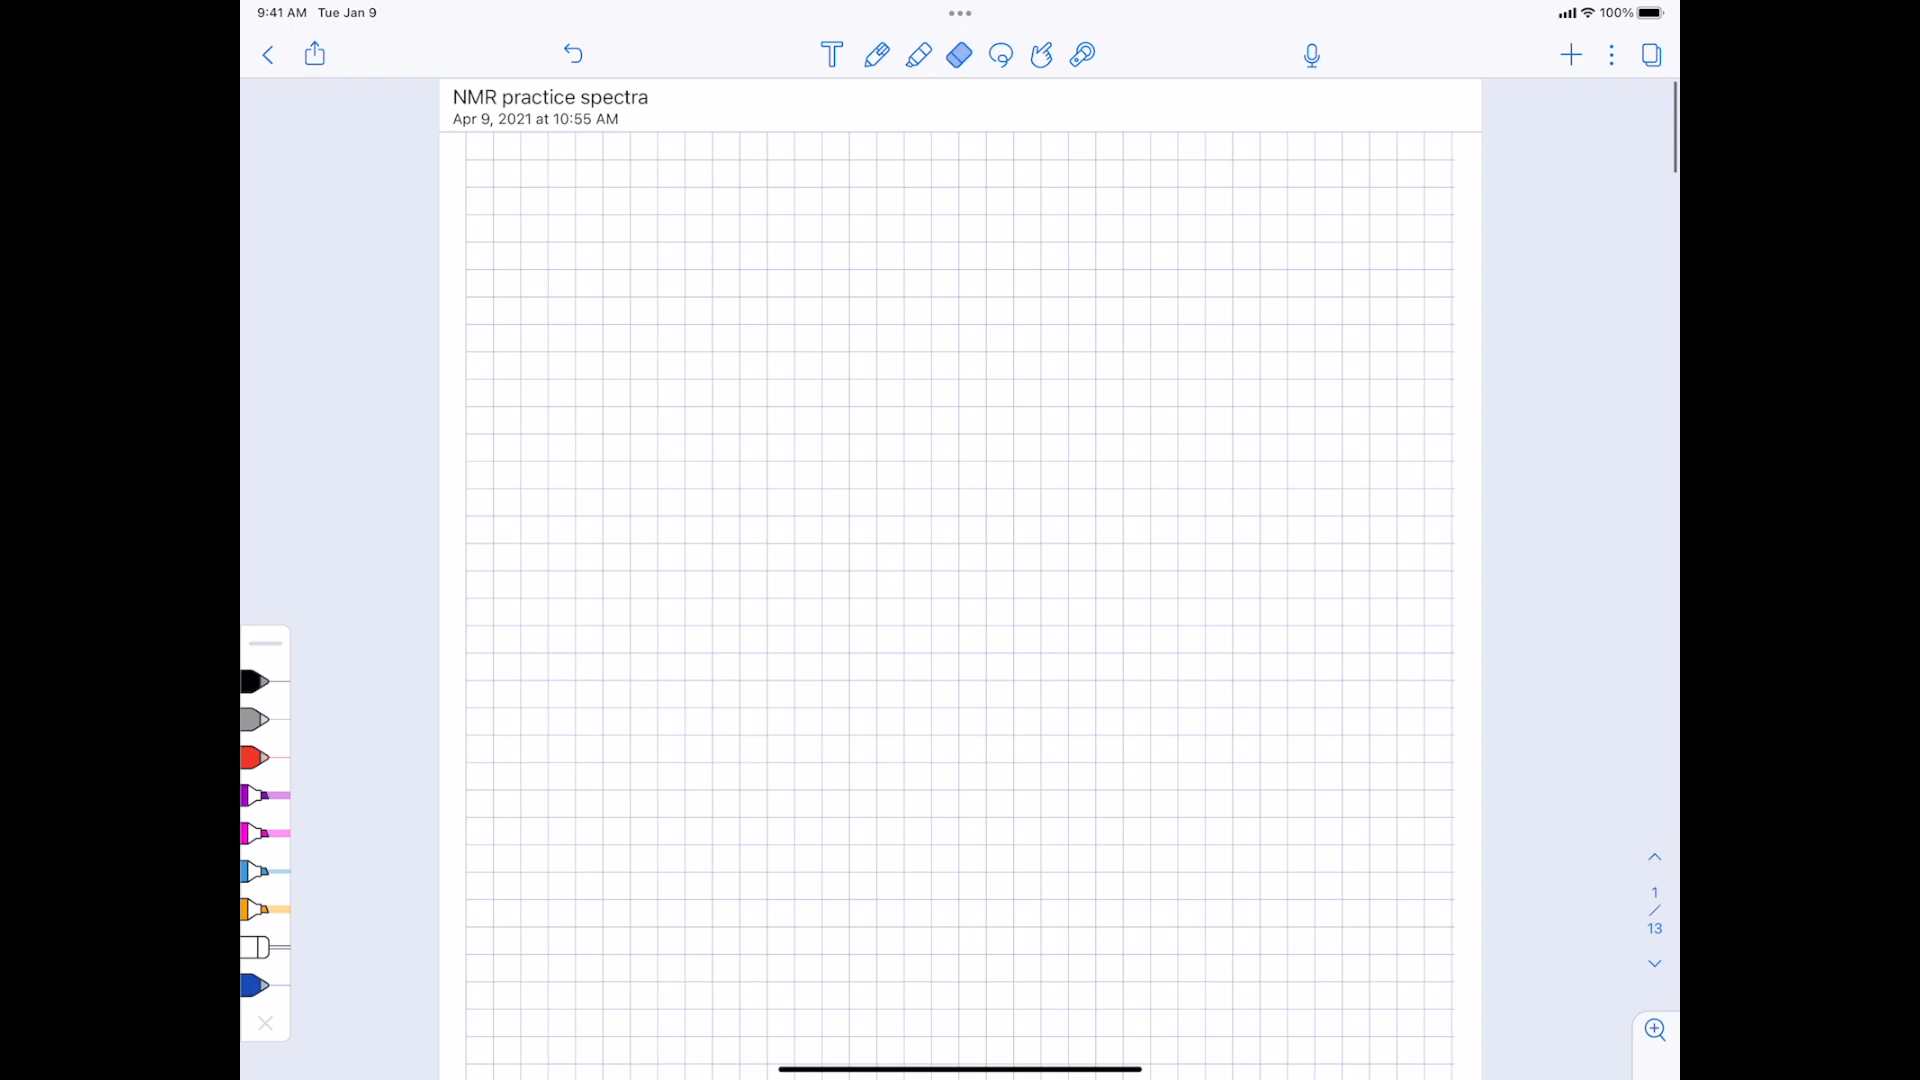 9:41 AM Tue Jan 9
100%
T
NMR practice spectra
Apr 9, 2021 at 10:55 AM
1
/
13